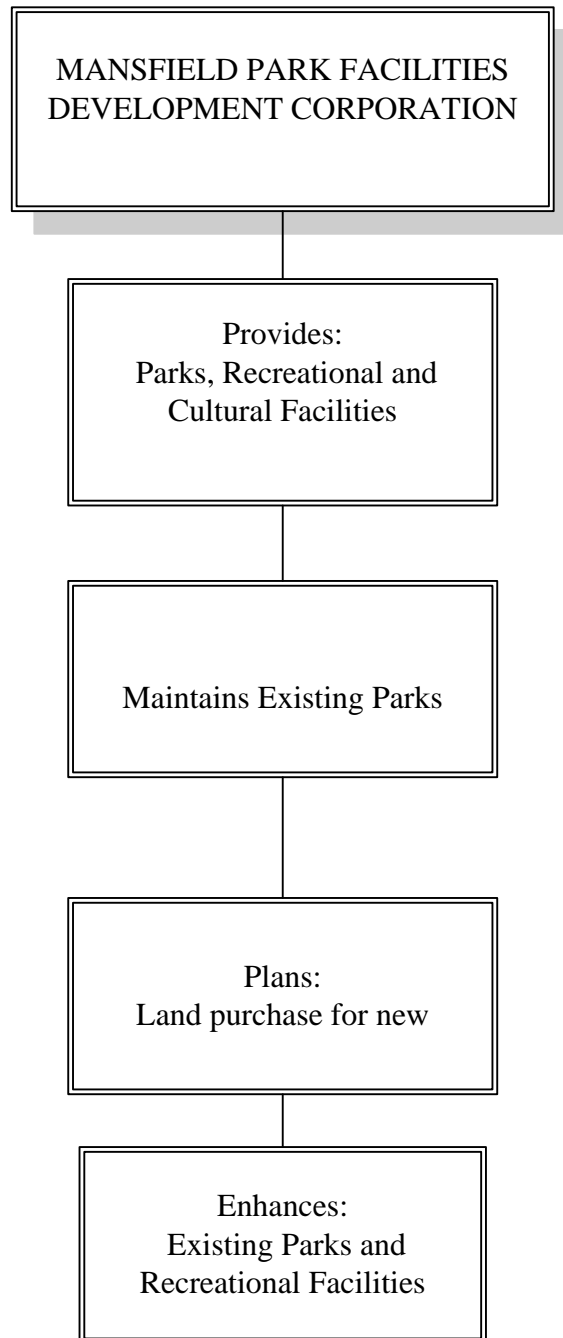 MANSFIELD PARK FACILITIES
DEVELOPMENT CORPORATION
Provides:
Parks, Recreational and
Cultural Facilities
Maintains Existing Parks
Plans:
Land purchase for new
Enhances:
Existing Parks and
Recreational Facilities